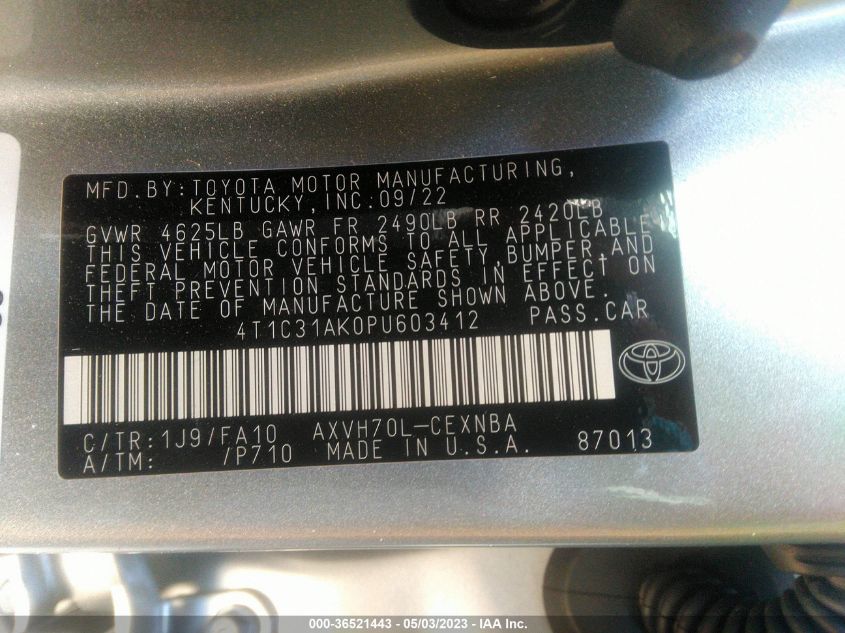 MFD.BY:TOYOTA MOTOR MANUFACTURING,
KENTUCKY,INC.09/22
GVWR 4625LB GAWR FR 2490LB RR 2420LB
THIS VEHICLE CONFORMS TO ALL APPLICABLE
FEDERAL MOTOR VEHICLE SAFETY,BUMPER,AND
THEFT PREVENTION STANDARDS IN EFFECT ON
THE DATE OF MANUFACTURE SHOWN ABOVE.
4T1C31AK0PU603412 PASS.CAR
C/TR:1J9/FA10 AXVH70L-CEXNBA
A/TM: /P710 MADE IN U.S.A. 87013
000-36521443 - 05/03/2023 - IAA Inc.